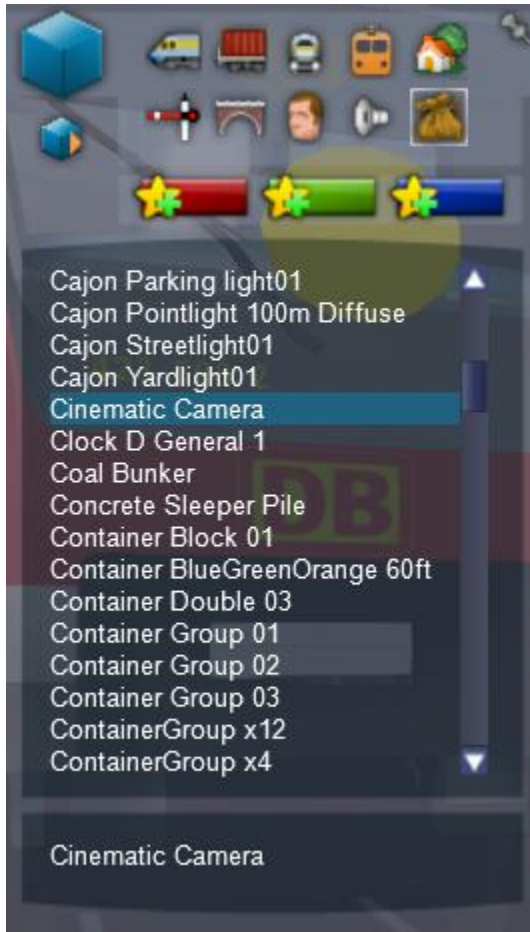 Cajon Parking light01
Cajon Pointlight 100m Diffuse
Cajon Streetlight01
Cajon Yardlight01
Cinematic Camera
Clock D General 1
Coal Bunker
Concrete Sleeper Pile
Container Block 01
Container BlueGreenOrange 60ft
Container Double 03
Container Group 01
Container Group 02
Container Group 03
ContainerGroup x12
ContainerGroup x4
DB
Cinematic Camera